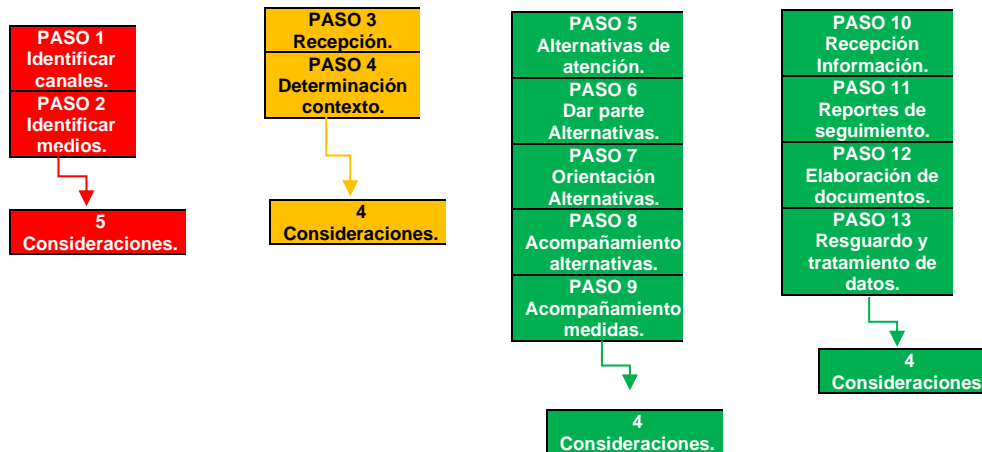 PASO 1
Identificar
canales.
PASO 2
Identificar
medios.
5
Consideraciones.
PASO 3
Recepción.
PASO 4
Determinación
contexto.
4
Consideraciones.
PASO 5
Alternativas de
atención.
PASO 6
Dar parte
Alternativas.
PASO 7
Orientación
Alternativas.
PASO 8
Acompañamiento
alternativas.
PASO 9
Acompañamiento
medidas.
4
Consideraciones.
PASO 10
Recepción
Información.
PASO 11
Reportes de
seguimiento.
PASO 12
Elaboración de
documentos.
PASO 13
Resguardo y
tratamiento de
datos.
4
Consideraciones